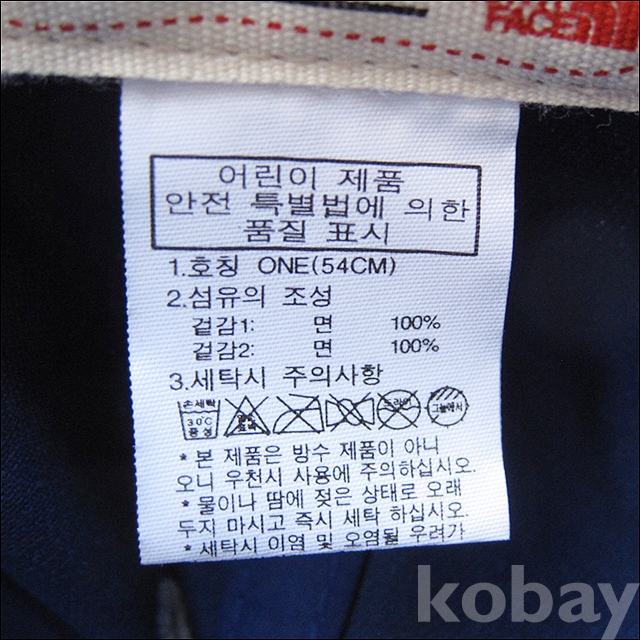 FACE
어린이 제품
안전 특별법에 의한
품질 표시
1.호칭 ONE(54CM)
2.섬유의 조성
겉감1: 면 100%
겉감2: 면 100%
3.세탁시 주의사항
손세탁
30℃
중성
드라이
그늘에서
* 본 제품은 방수 제품이 아니
오니 우천시 사용에 주의하십시오.
* 물이나 땀에 젖은 상태로 오래
두지 마시고 즉시 세탁 하십시오.
* 세탁시 이염 및 오염될 우려가
kobay